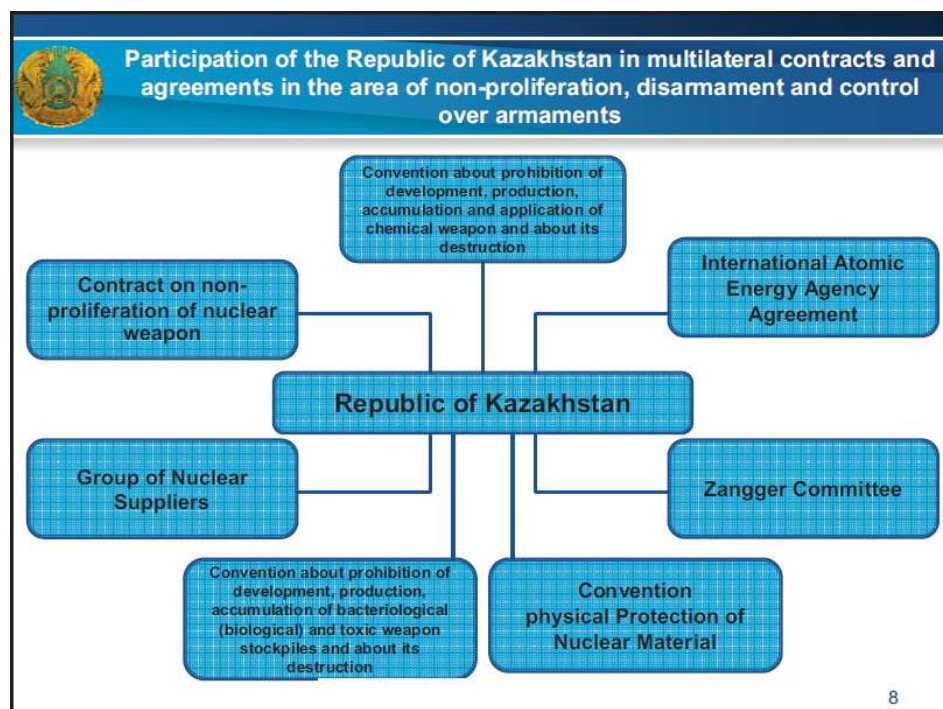 Participation of the Republic of Kazakhstan in multilateral contracts and
agreements in the area of non-proliferation, disarmament and control
over armaments
Convention about prohibition of
development, production,
accumulation and application of
chemical weapon and about its
destruction
Contract on non-
proliferation of nuclear
weapon
International Atomic
Energy Agency
Agreement
Republic of Kazakhstan
Group of Nuclear
Suppliers
Zangger Committee
Convention about prohibition of
development, production,
accumulation of bacteriological
(biological) and toxic weapon
stockpiles and about its
destruction
Convention
physical Protection of
Nuclear Material
8